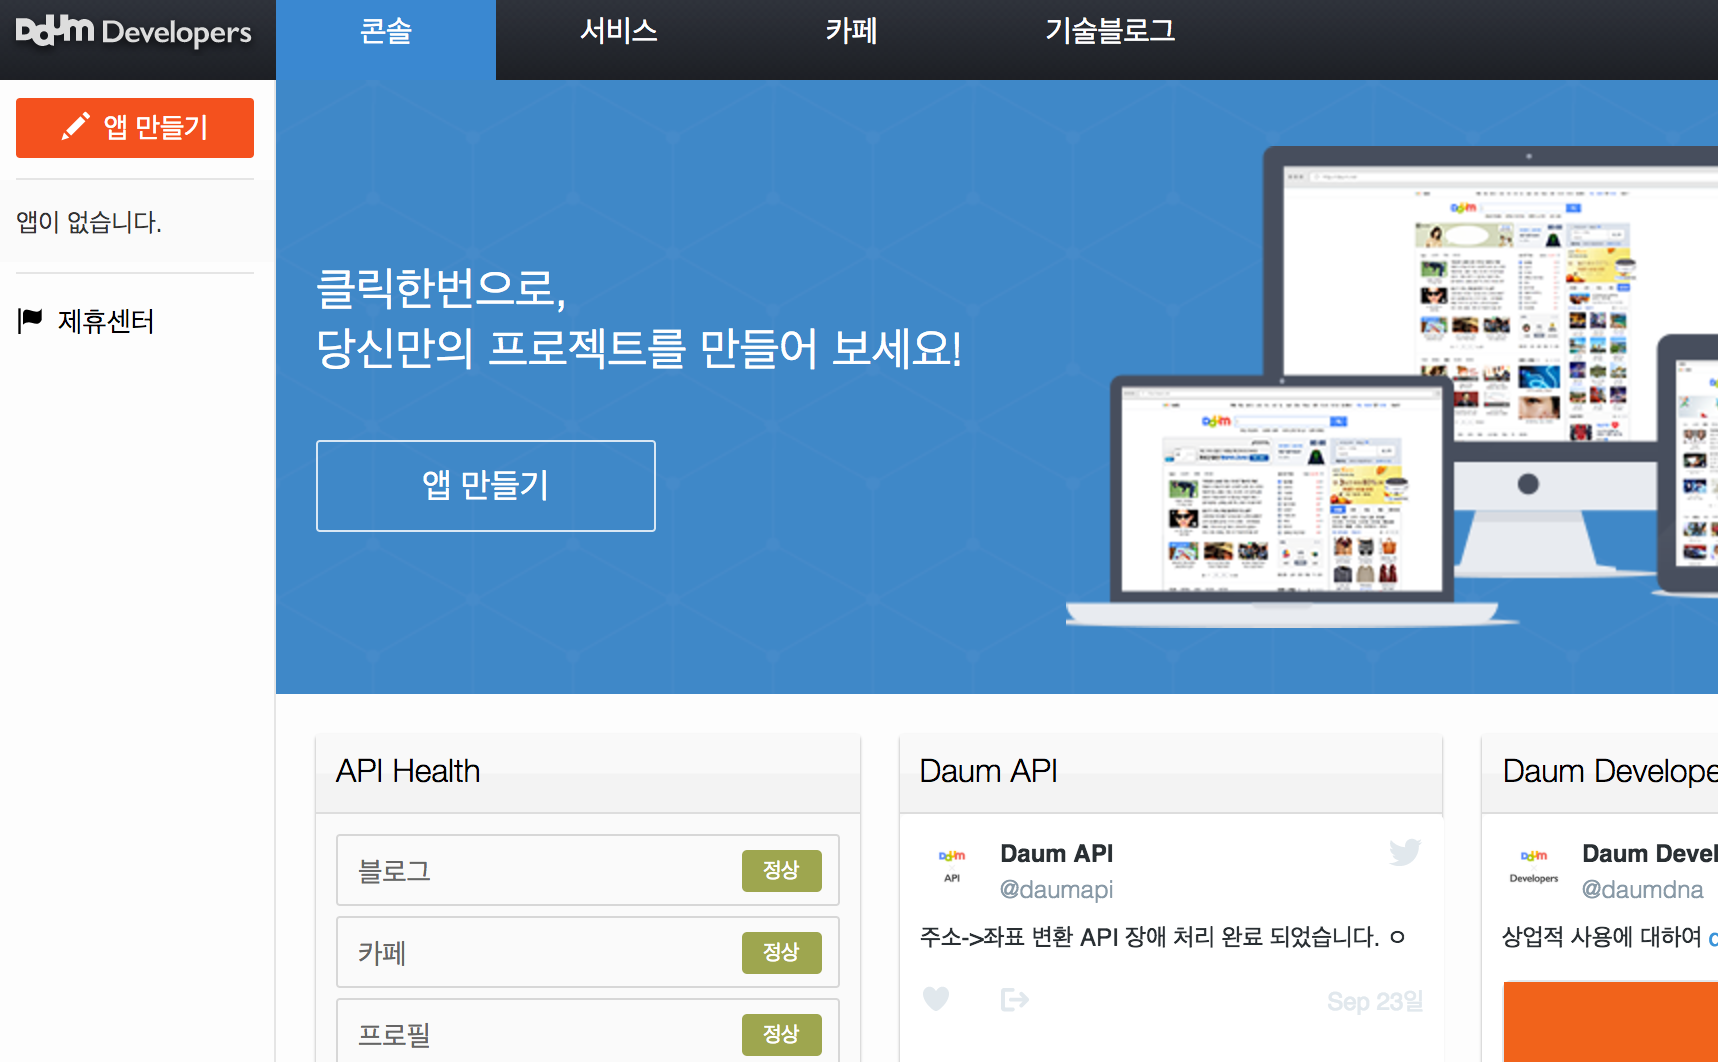 Daum Developers
콘솔
서비스
카페
기술블로그
앱 만들기
앱이 없습니다.
제휴센터
클릭한번으로,
당신만의 프로젝트를 만들어 보세요!
앱 만들기
API Health
블로그 정상
카페 정상
프로필 정상
Daum API
Daum API
API
@daumapi
주소->좌표 변환 API 장애 처리 완료 되었습니다. ㅇ
Sep 23일
Daum Develope
Daum Devel
Developers
@daumdna
상업적 사용에 대하여